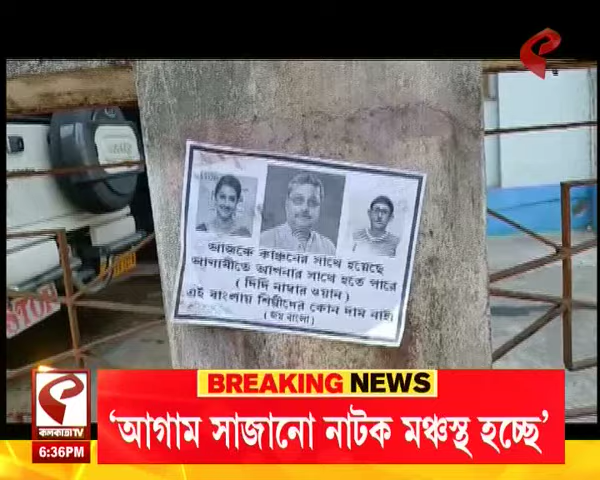 আজকে কাঞ্চনের সাথে হয়েছে
আগামীতে আপনার সাথে হতে পারে
( দিদি নাম্বার ওয়ান )
এই বাংলায় শিল্পীদের কোন দাম নাই।
(জয় বাংলা)
BREAKING NEWS
‘আগাম সাজানো নাটক মঞ্চস্থ হচ্ছে’
কলকাতা TV
6:36PM